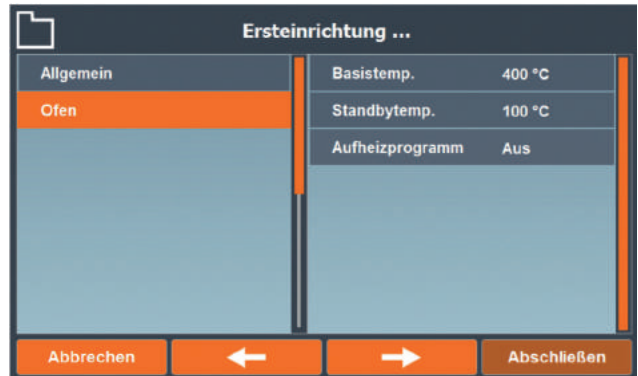 Ersteinrichtung ...
Allgemein
Ofen
Basistemp. 400 °C
Standbytemp. 100 °C
Aufheizprogramm Aus
Abbrechen
Abschließen